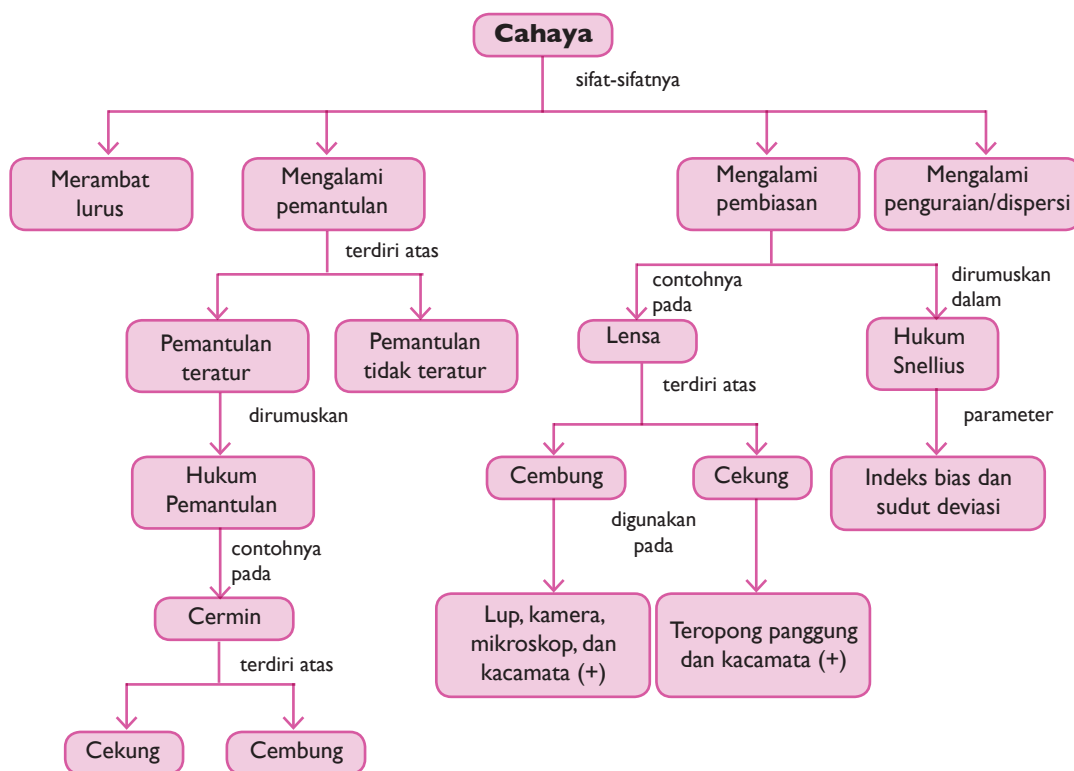 Cahaya
sifat-sifatnya
Merambat
lurus
Mengalami
pemantulan
Mengalami
pembiasan
Mengalami
penguraian/dispersi
terdiri atas
contohnya
pada
dirumuskan
dalam
Pemantulan
teratur
Pemantulan
tidak teratur
Lensa
Hukum
Snellius
dirumuskan
terdiri atas
parameter
Hukum
Pemantulan
Cembung
Cekung
Indeks bias dan
sudut deviasi
contohnya
pada
digunakan
pada
Cermin
Lup, kamera,
mikroskop, dan
kacamata (+)
Teropong panggung
dan kacamata (+)
terdiri atas
Cekung
Cembung